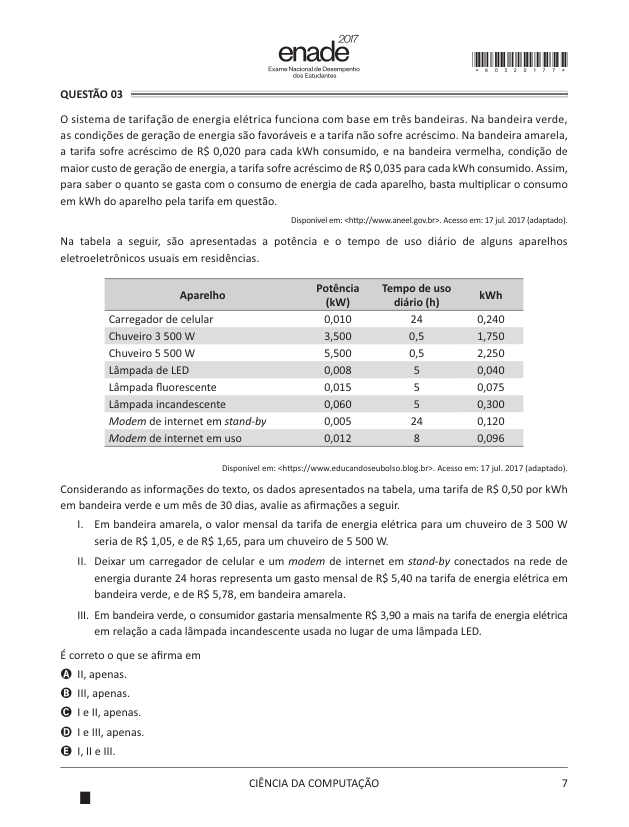 2017
enade
Exame Nacional de Desempenho
dos Estudantes
* R 0 3 2 0 1 7 7 *
QUESTÃO 03
O sistema de tarifação de energia elétrica funciona com base em três bandeiras. Na bandeira verde,
as condições de geração de energia são favoráveis e a tarifa não sofre acréscimo. Na bandeira amarela,
a tarifa sofre acréscimo de R$ 0,020 para cada kWh consumido, e na bandeira vermelha, condição de
maior custo de geração de energia, a tarifa sofre acréscimo de R$ 0,035 para cada kWh consumido. Assim,
para saber o quanto se gasta com o consumo de energia de cada aparelho, basta multiplicar o consumo
em kWh do aparelho pela tarifa em questão.
Disponível em: <http://www.aneel.gov.br>. Acesso em: 17 jul. 2017 (adaptado).
Na tabela a seguir, são apresentadas a potência e o tempo de uso diário de alguns aparelhos
eletroeletrônicos usuais em residências.
Aparelho Potência (kW) Tempo de uso diário (h) kWh
Carregador de celular 0,010 24 0,240
Chuveiro 3 500 W 3,500 0,5 1,750
Chuveiro 5 500 W 5,500 0,5 2,250
Lâmpada de LED 0,008 5 0,040
Lâmpada fluorescente 0,015 5 0,075
Lâmpada incandescente 0,060 5 0,300
Modem de internet em stand-by 0,005 24 0,120
Modem de internet em uso 0,012 8 0,096
Disponível em: <https://www.educandoseubolso.blog.br>. Acesso em: 17 jul. 2017 (adaptado).
Considerando as informações do texto, os dados apresentados na tabela, uma tarifa de R$ 0,50 por kWh
em bandeira verde e um mês de 30 dias, avalie as afirmações a seguir.
I. Em bandeira amarela, o valor mensal da tarifa de energia elétrica para um chuveiro de 3 500 W
seria de R$ 1,05, e de R$ 1,65, para um chuveiro de 5 500 W.
II. Deixar um carregador de celular e um modem de internet em stand-by conectados na rede de
energia durante 24 horas representa um gasto mensal de R$ 5,40 na tarifa de energia elétrica em
bandeira verde, e de R$ 5,78, em bandeira amarela.
III. Em bandeira verde, o consumidor gastaria mensalmente R$ 3,90 a mais na tarifa de energia elétrica
em relação a cada lâmpada incandescente usada no lugar de uma lâmpada LED.
É correto o que se afirma em
A II, apenas.
B III, apenas.
C I e II, apenas.
D I e III, apenas.
E I, II e III.
CIÊNCIA DA COMPUTAÇÃO 7